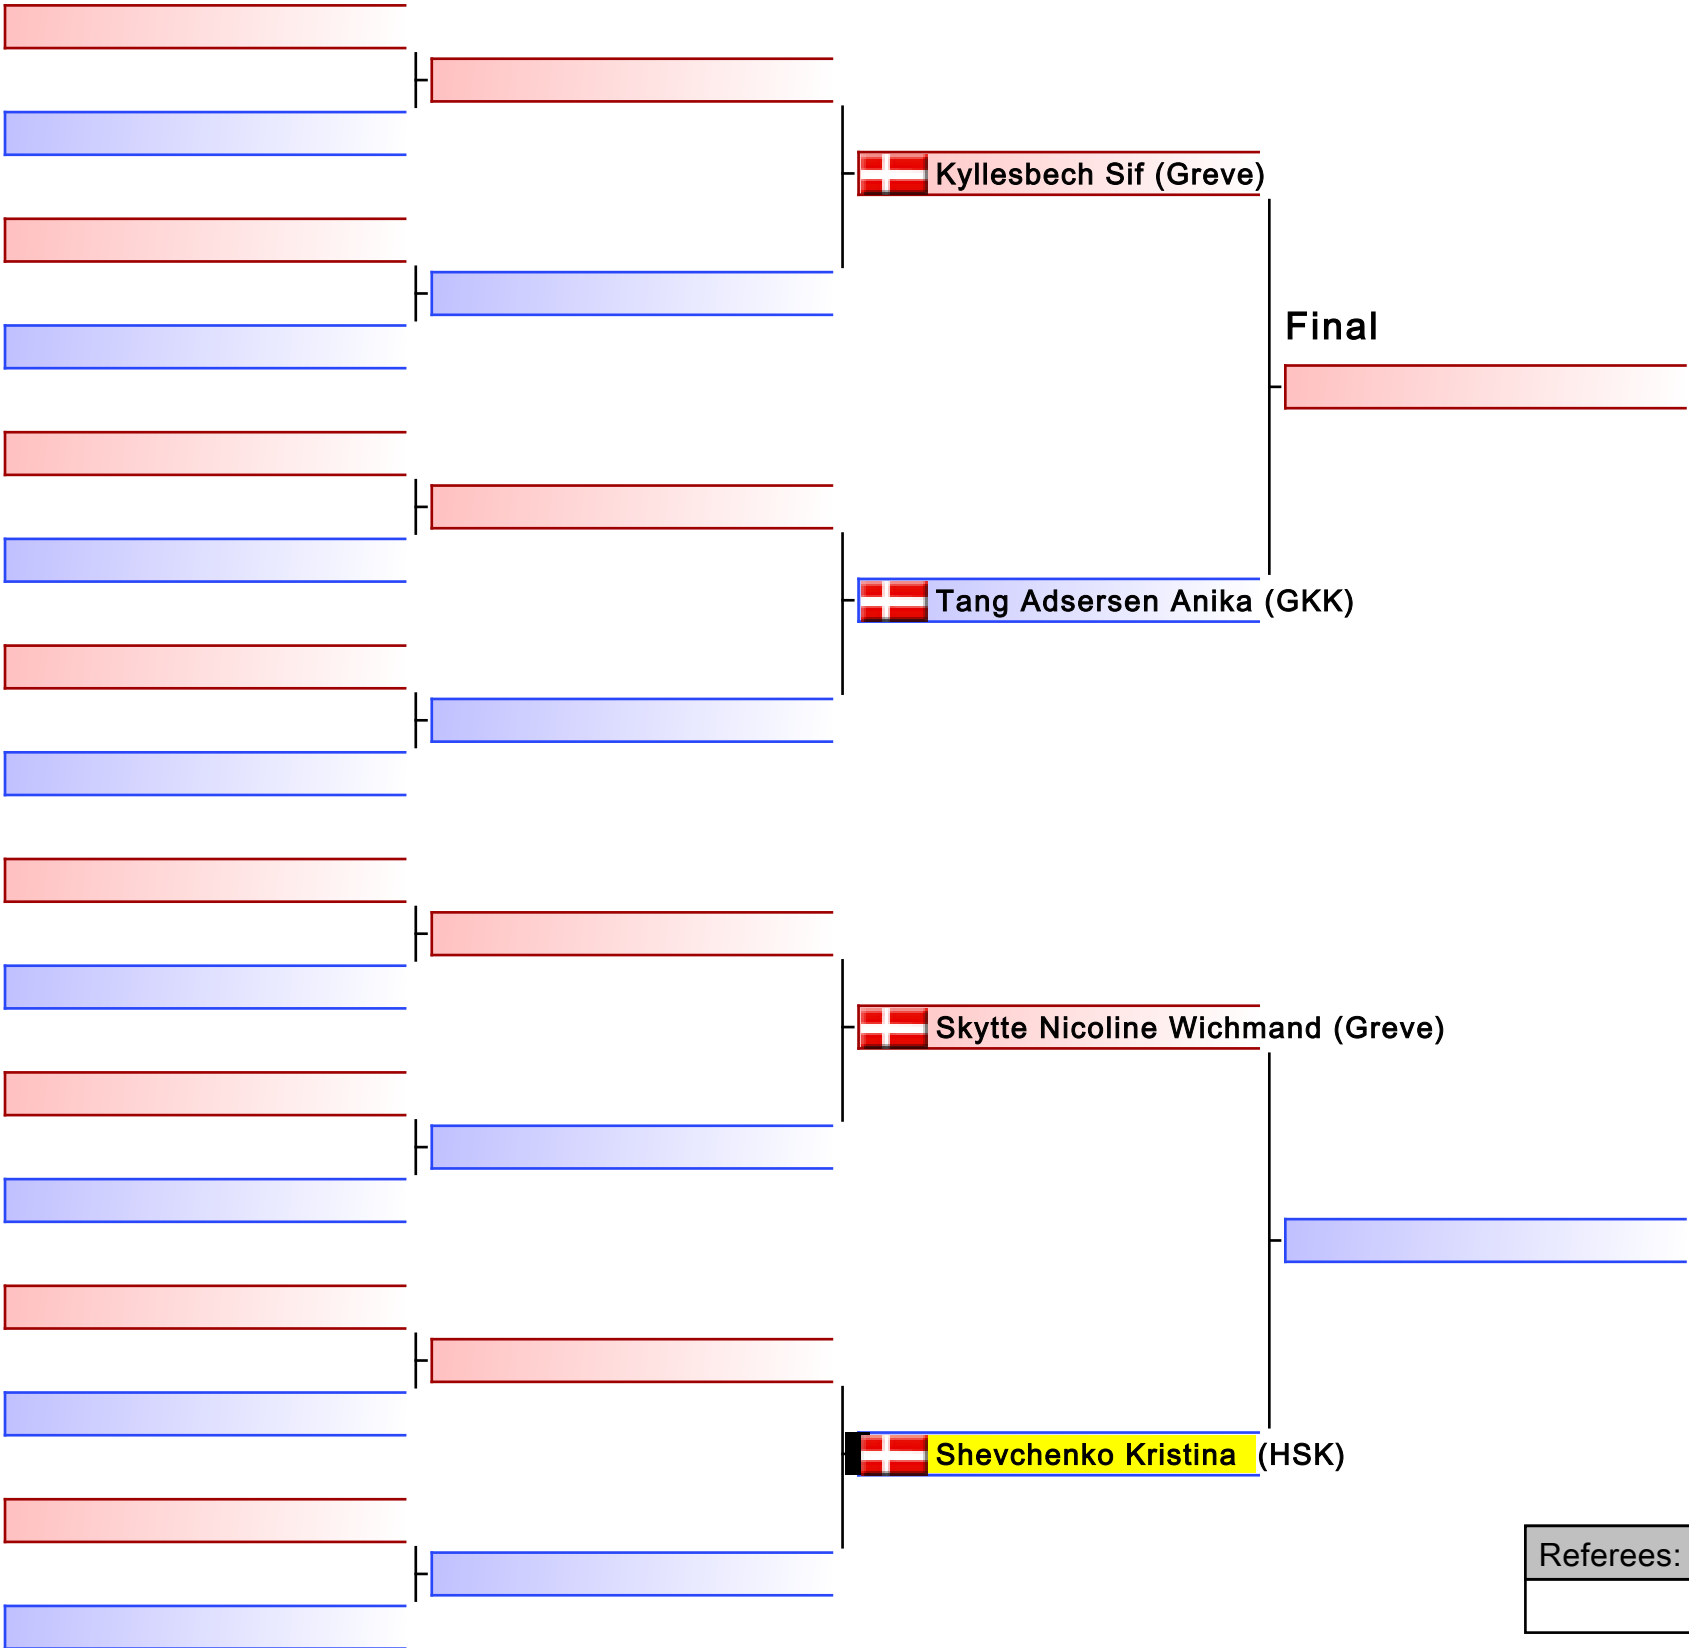 Kyllesbech Sif (Greve)
Final
Tang Adsersen Anika (GKK)
Skytte Nicoline Wichmand (Greve)
Shevchenko Kristina (HSK)
Referees: